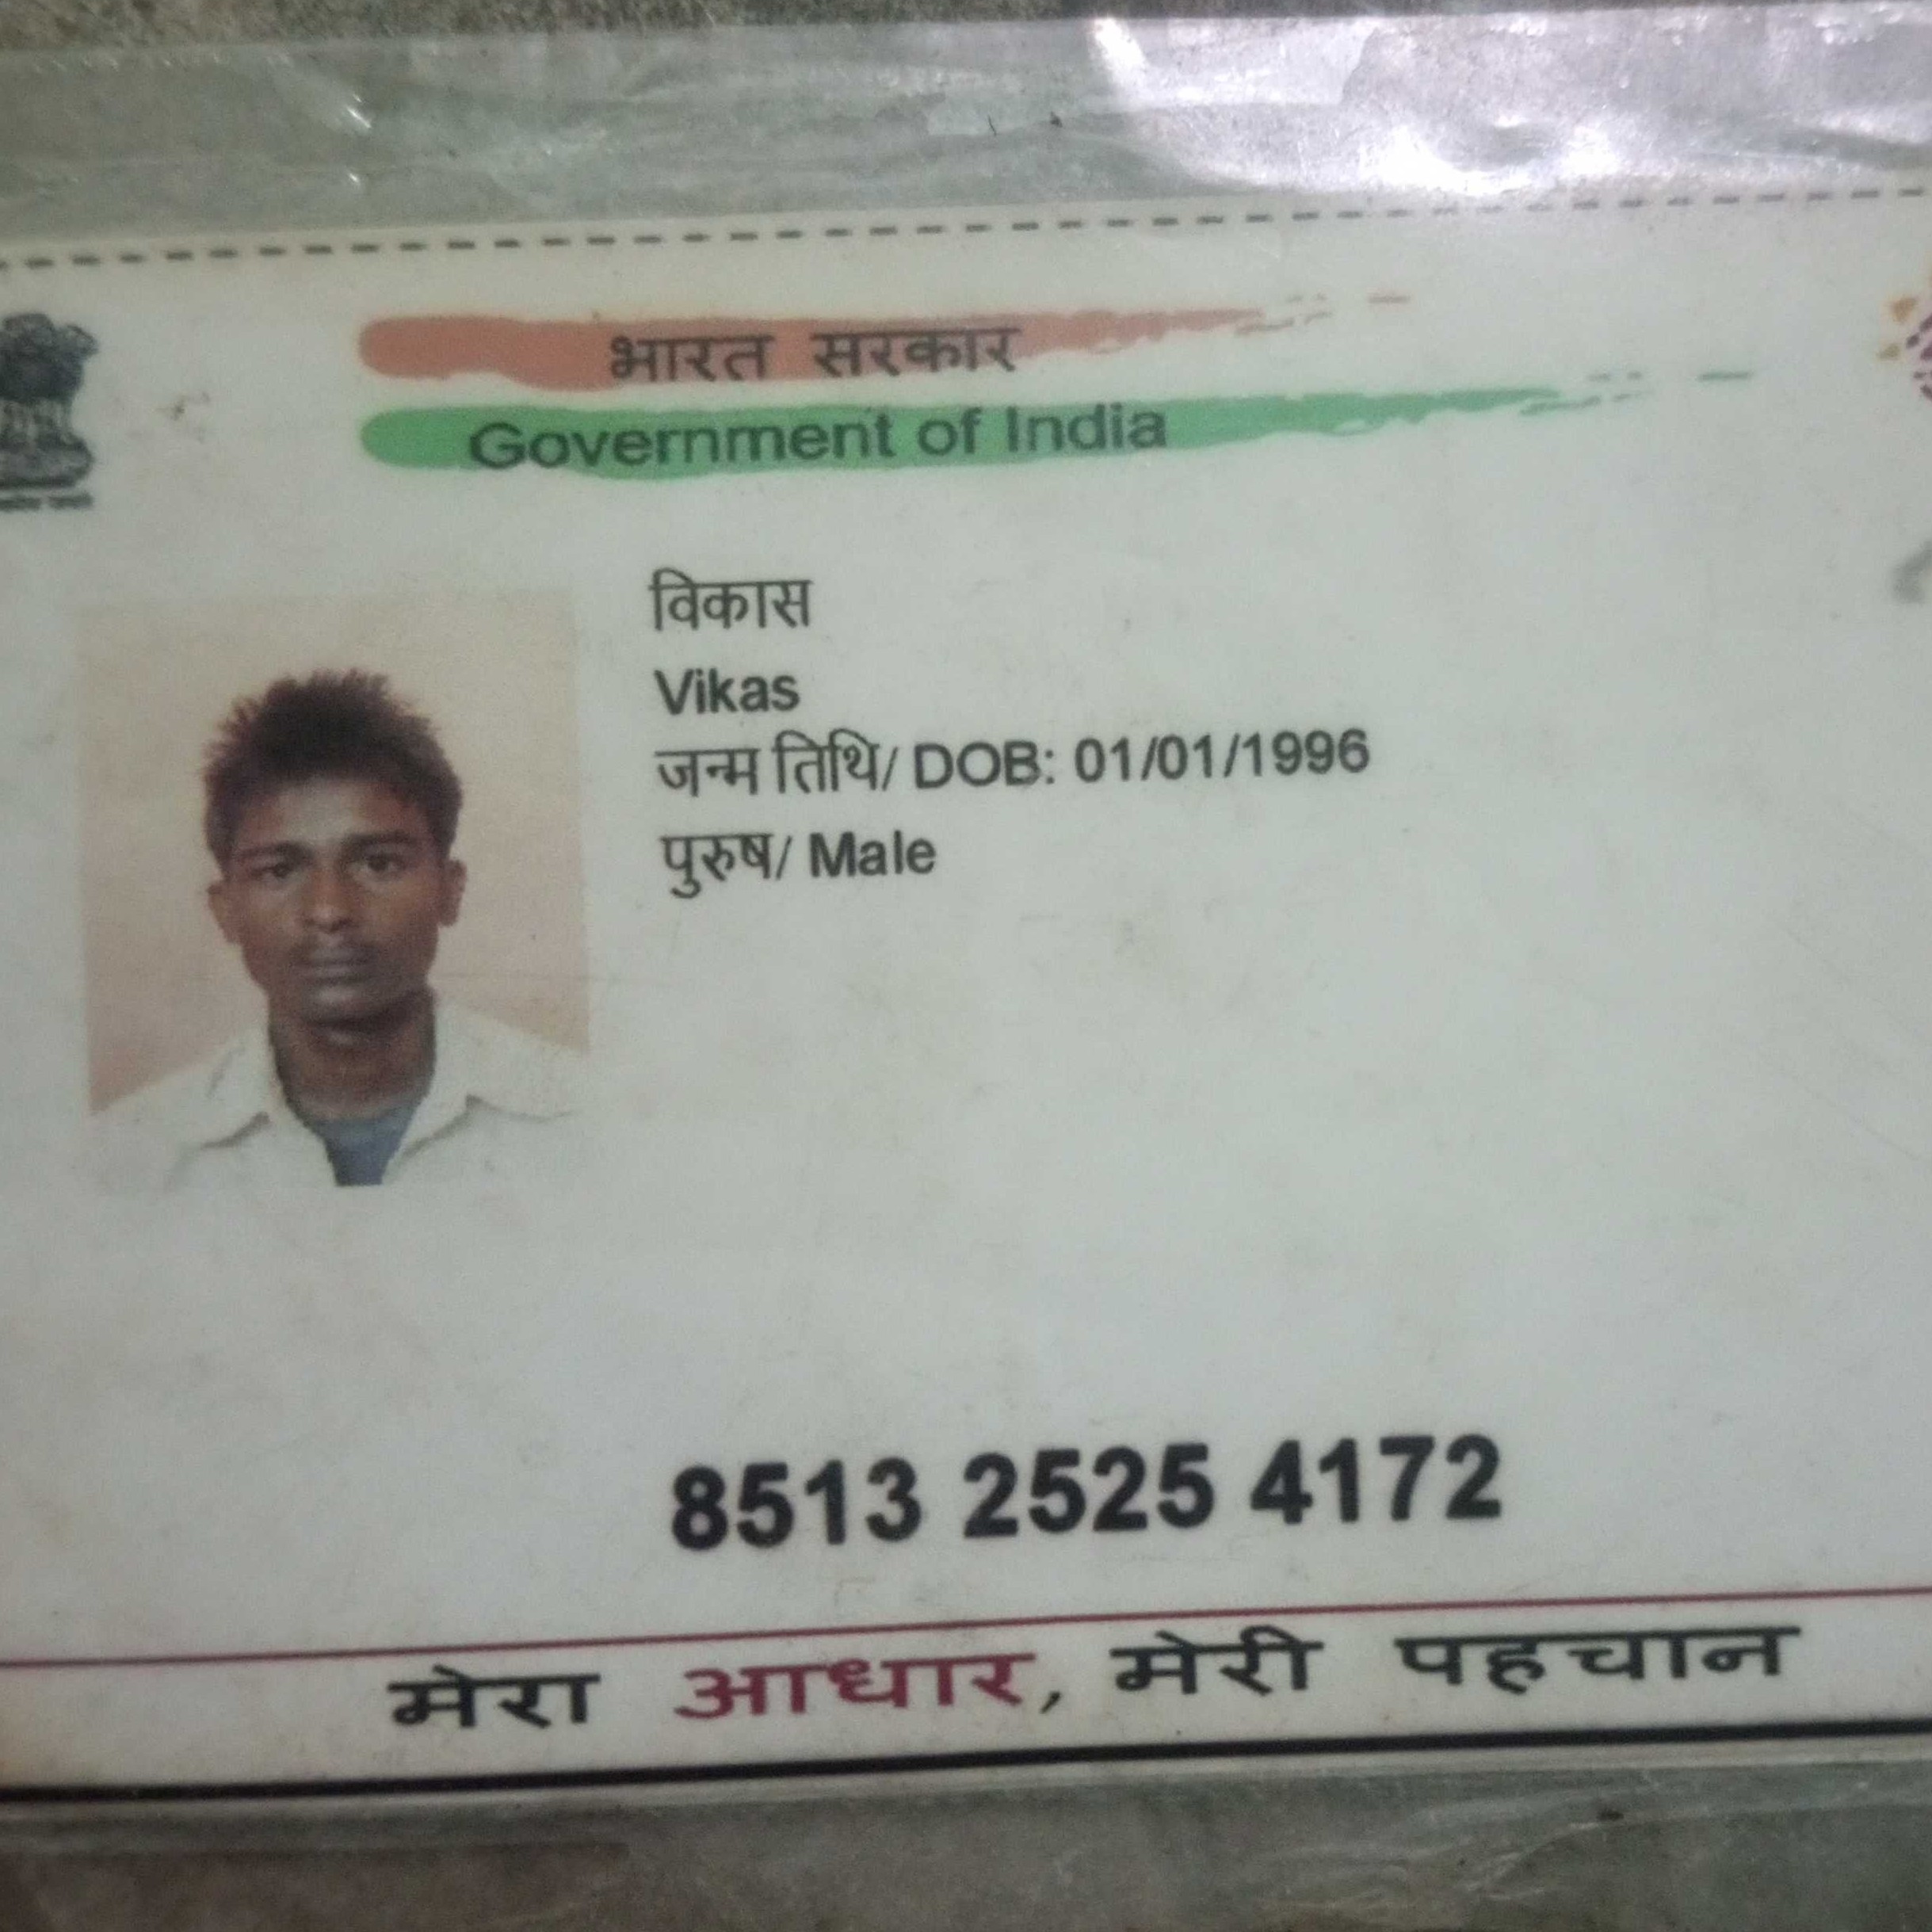 भारत सरकार
Government of India
विकास
Vikas
जन्म तिथि/ DOB: 01/01/1996
पुरुष/ Male
8513 2525 4172
मेरा आधार, मेरी पहचान